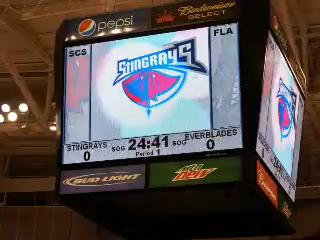 pepsi
Budweiser
SELECT
SCS
FLA
STINGRAYS
STINGRAYS 24:41 EVERBLADES
0 SOG Period 1 SOG 0
BUD LIGHT
Mtn DEW